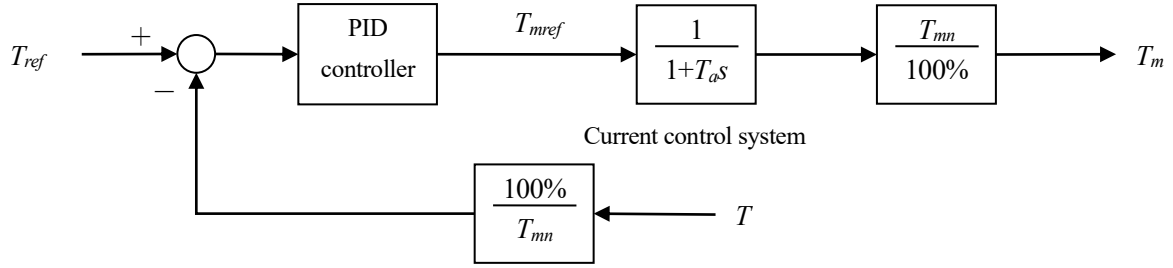 T_ref
+
−
PID
controller
T_mref
1
1+T_a s
T_mn
100%
T_m
Current control system
100%
T_mn
T